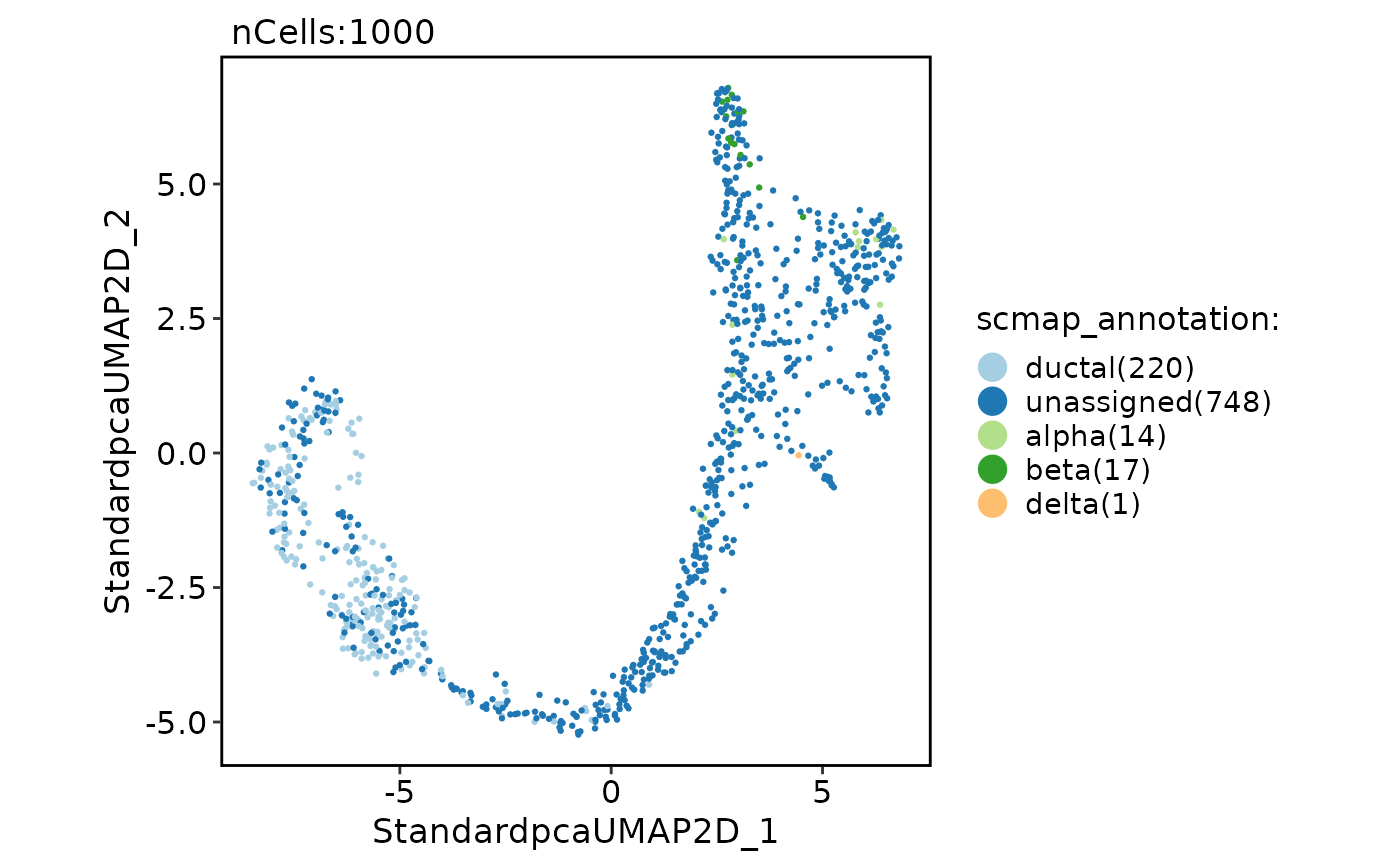 nCells:1000
StandardpcaUMAP2D_2
5.0
2.5
0.0
-2.5
-5.0
-5
0
5
StandardpcaUMAP2D_1
scmap_annotation:
ductal(220)
unassigned(748)
alpha(14)
beta(17)
delta(1)